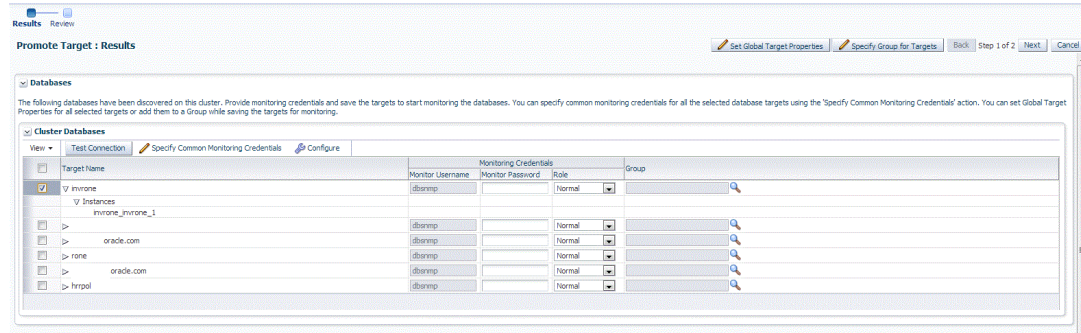 Results Review
Promote Target : Results
Set Global Target Properties Specify Group for Targets Back Step 1 of 2 Next Cancel
Databases
The following databases have been discovered on this cluster. Provide monitoring credentials and save the targets to start monitoring the databases. You can specify common monitoring credentials for all the selected database targets using the 'Specify Common Monitoring Credentials' action. You can set Global Target
Properties for all selected targets or add them to a Group while saving the targets for monitoring.
Cluster Databases
View Test Connection Specify Common Monitoring Credentials Configure
Target Name Monitoring Credentials Group
Monitor Username Monitor Password Role
invrone dbsnmp Normal
Instances
invrone_invrone_1
dbsnmp Normal
oracle.com dbsnmp Normal
rone dbsnmp Normal
oracle.com dbsnmp Normal
hrrpol dbsnmp Normal